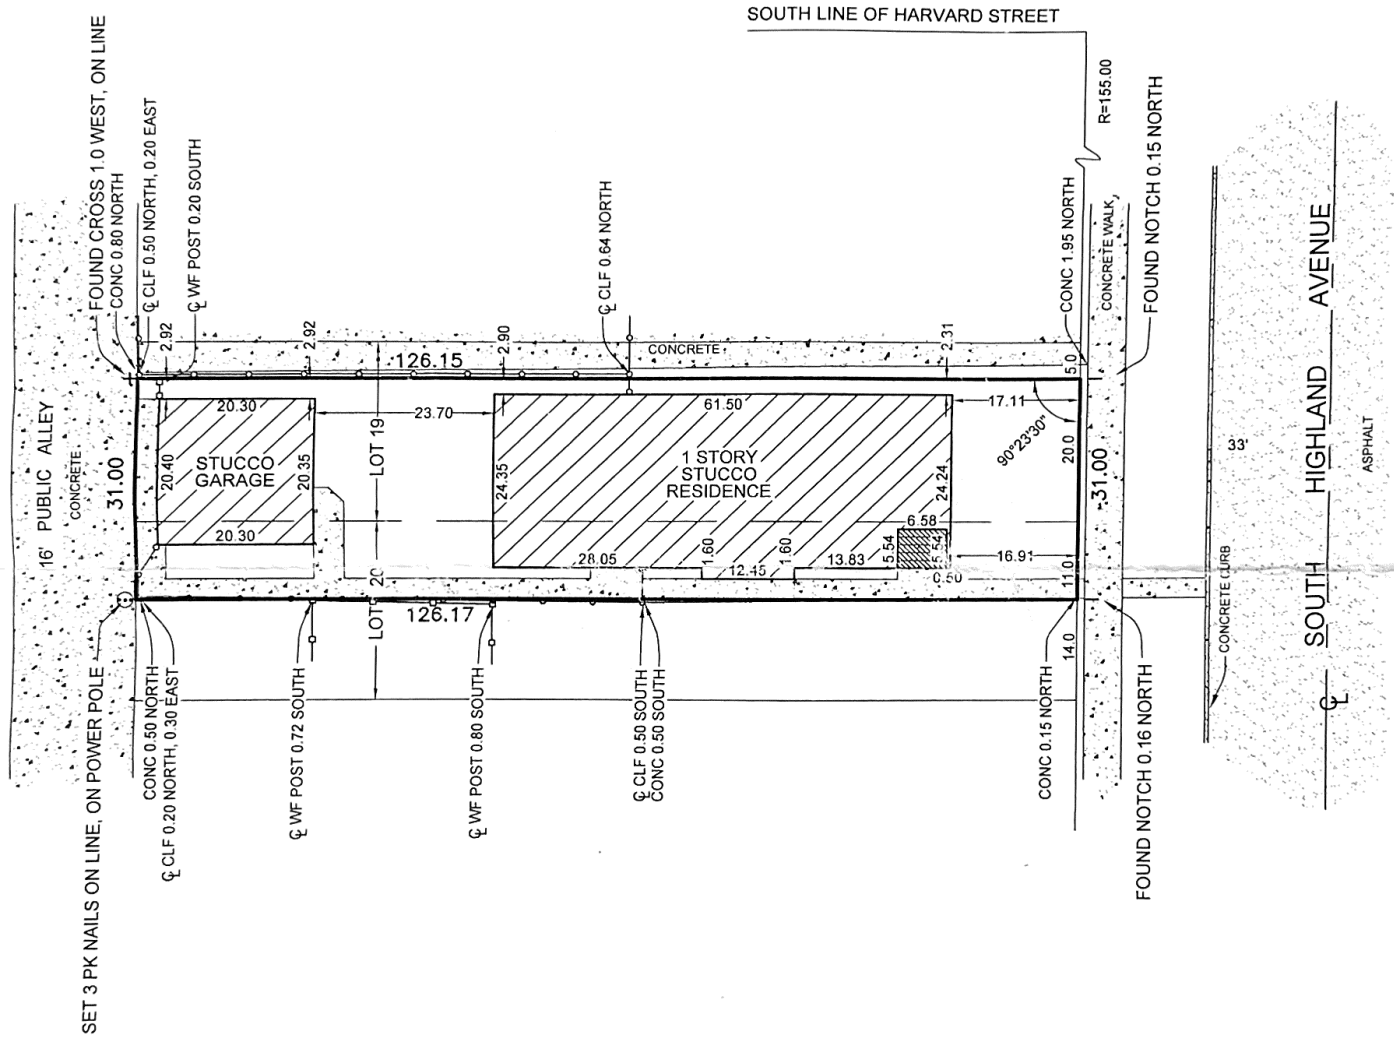 SOUTH LINE OF HARVARD STREET
R=155.00
FOUND CROSS 1.0 WEST, ON LINE
CONC 0.80 NORTH
℄ CLF 0.50 NORTH, 0.20 EAST
℄ WF POST 0.20 SOUTH
℄ CLF 0.64 NORTH
CONC 1.95 NORTH
CONCRETE WALK
FOUND NOTCH 0.15 NORTH
2.92
2.92
2.90
2.31
5.0
126.15
CONCRETE
16' PUBLIC ALLEY
CONCRETE
31.00
20.30
20.40
STUCCO
GARAGE
20.35
20.30
23.70
LOT 19
LOT 20
61.50
24.35
1 STORY
STUCCO
RESIDENCE
24.24
17.11
90°23'30"
20.0
31.00
6.58
5.54
5.54
28.05
1.60
12.45
1.60
13.83
0.50
16.91
11.0
126.17
14.0
33'
CONCRETE CURB
SOUTH HIGHLAND AVENUE
℄
ASPHALT
SET 3 PK NAILS ON LINE, ON POWER POLE
CONC 0.50 NORTH
℄ CLF 0.20 NORTH, 0.30 EAST
℄ WF POST 0.72 SOUTH
℄ WF POST 0.80 SOUTH
℄ CLF 0.50 SOUTH
CONC 0.50 SOUTH
CONC 0.15 NORTH
FOUND NOTCH 0.16 NORTH